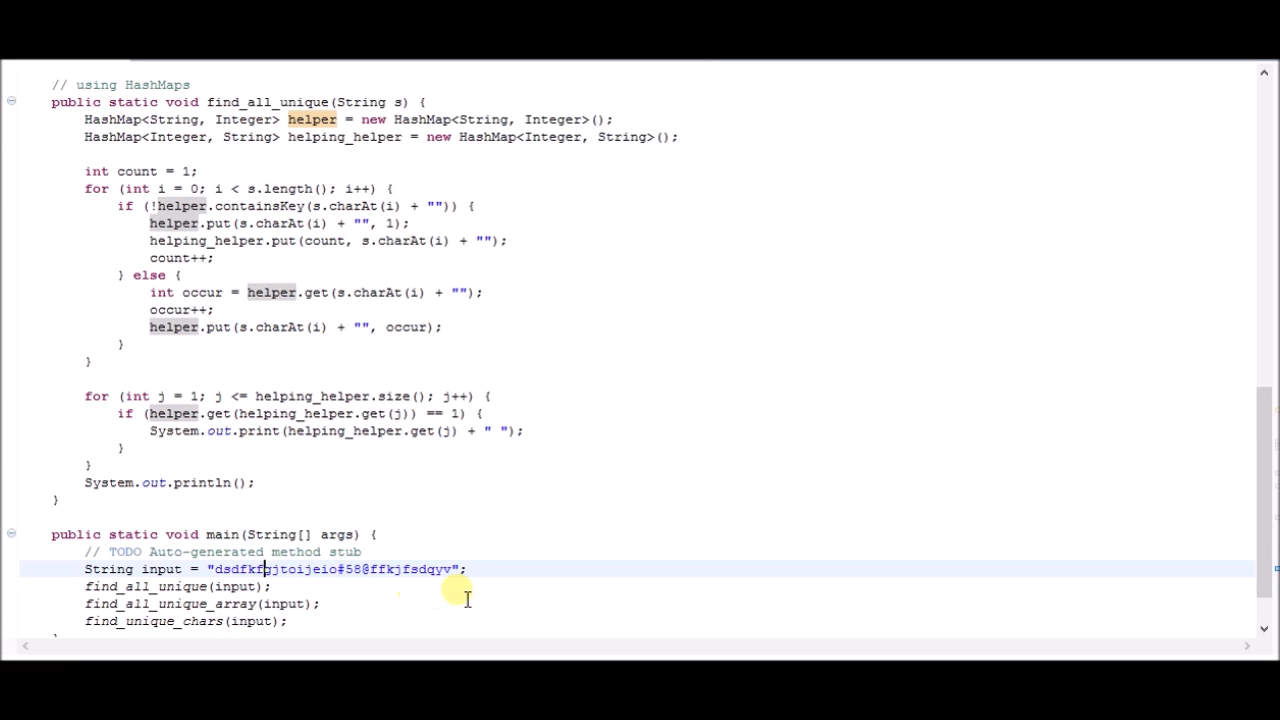 // using HashMaps
public static void find_all_unique(String s) {
HashMap<String, Integer> helper = new HashMap<String, Integer>();
HashMap<Integer, String> helping_helper = new HashMap<Integer, String>();
int count = 1;
for (int i = 0; i < s.length(); i++) {
if (!helper.containsKey(s.charAt(i) + "")) {
helper.put(s.charAt(i) + "", 1);
helping_helper.put(count, s.charAt(i) + "");
count++;
} else {
int occur = helper.get(s.charAt(i) + "");
occur++;
helper.put(s.charAt(i) + "", occur);
}
}
for (int j = 1; j <= helping_helper.size(); j++) {
if (helper.get(helping_helper.get(j)) == 1) {
System.out.print(helping_helper.get(j) + " ");
}
}
System.out.println();
}
public static void main(String[] args) {
// TODO Auto-generated method stub
String input = "dsdfkfgjtoijeio#58@ffkjfsdqyv";
find_all_unique(input);
find_all_unique_array(input);
find_unique_chars(input);